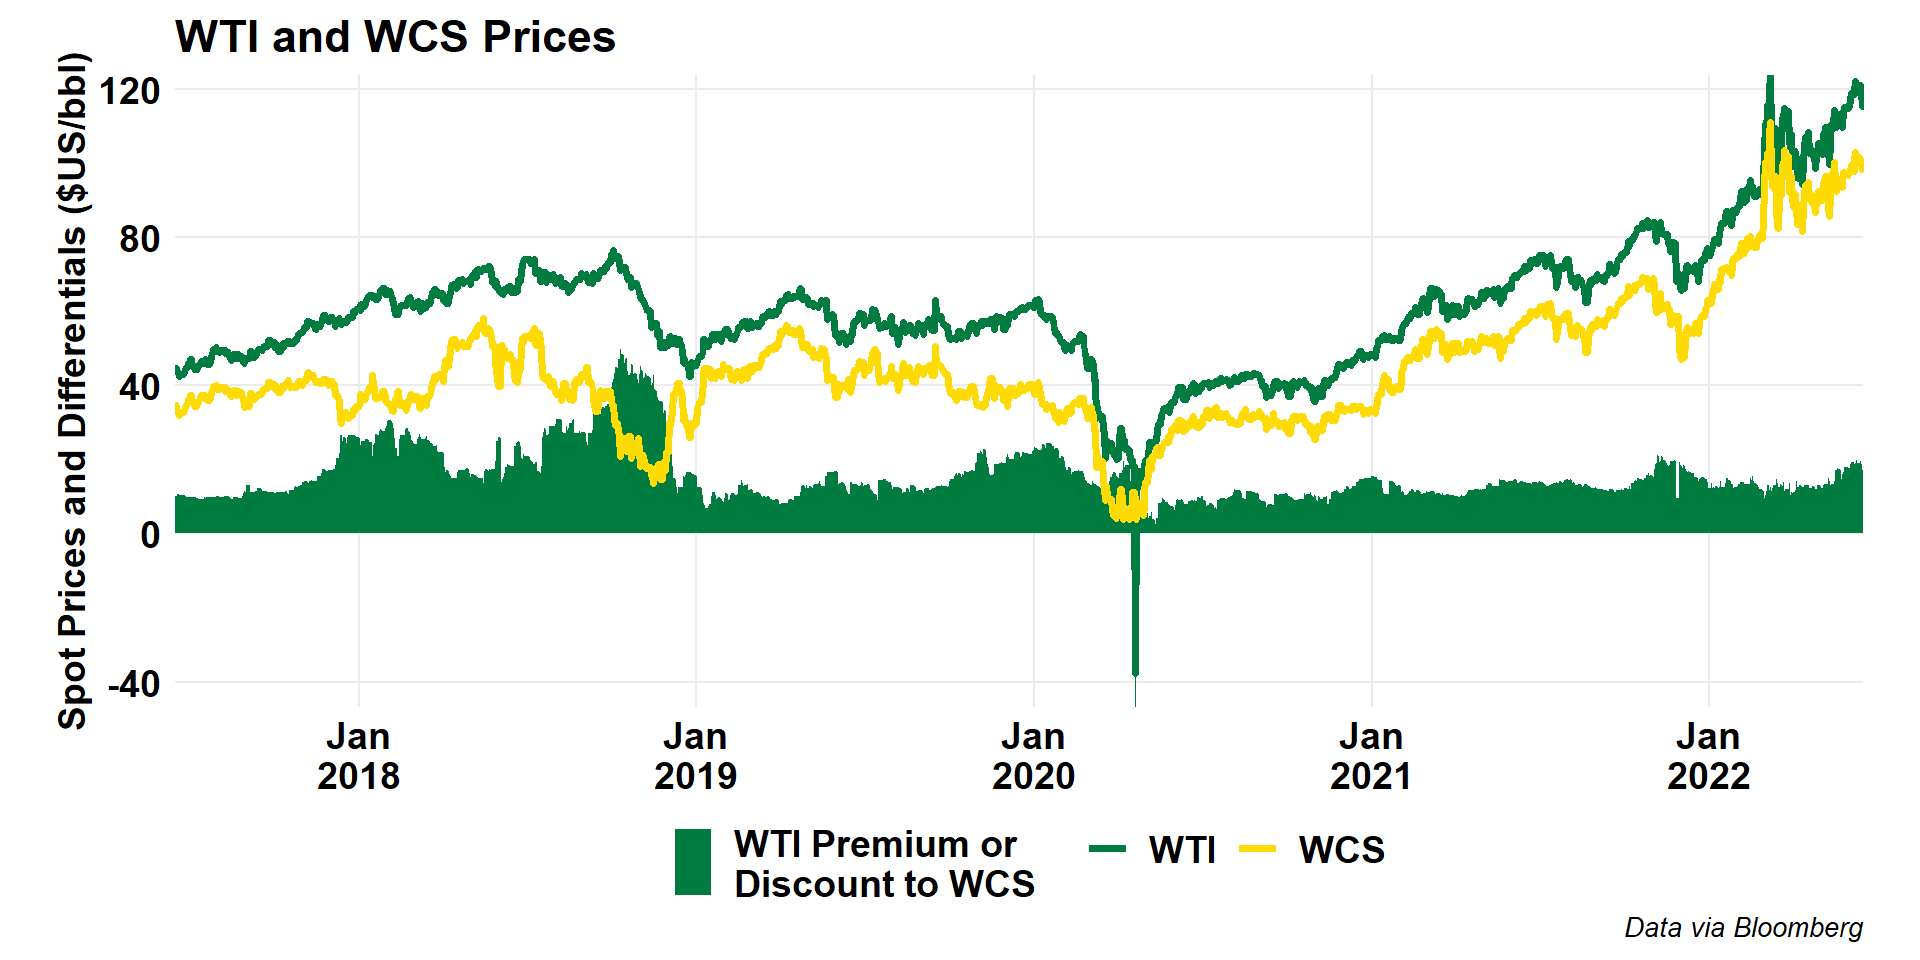 WTI and WCS Prices
Spot Prices and Differentials ($US/bbl)
120
80
40
0
-40
Jan
2018
Jan
2019
Jan
2020
Jan
2021
Jan
2022
WTI Premium or
Discount to WCS
WTI
WCS
Data via Bloomberg